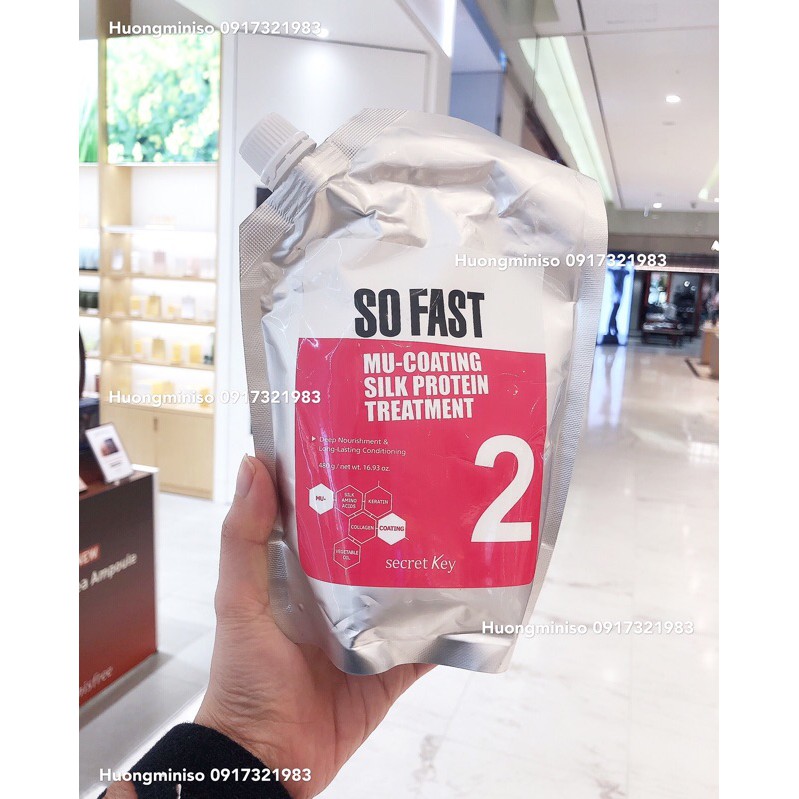 Huongminiso 0917321983
Huongminiso 0917321983
SO FAST
MU-COATING
SILK PROTEIN
TREATMENT
Huongminiso 0917321983
Deep Nourishment &
Long-Lasting Conditioning
480 g / net wt. 16.93 oz.
2
MU-
SILK
AMINO
ACIDS
KERATIN
COLLAGEN
COATING
VEGETABLE
OIL
secret Key
NEW
Ampoule
Huongminiso 0917321983
Huongminiso 0917321983